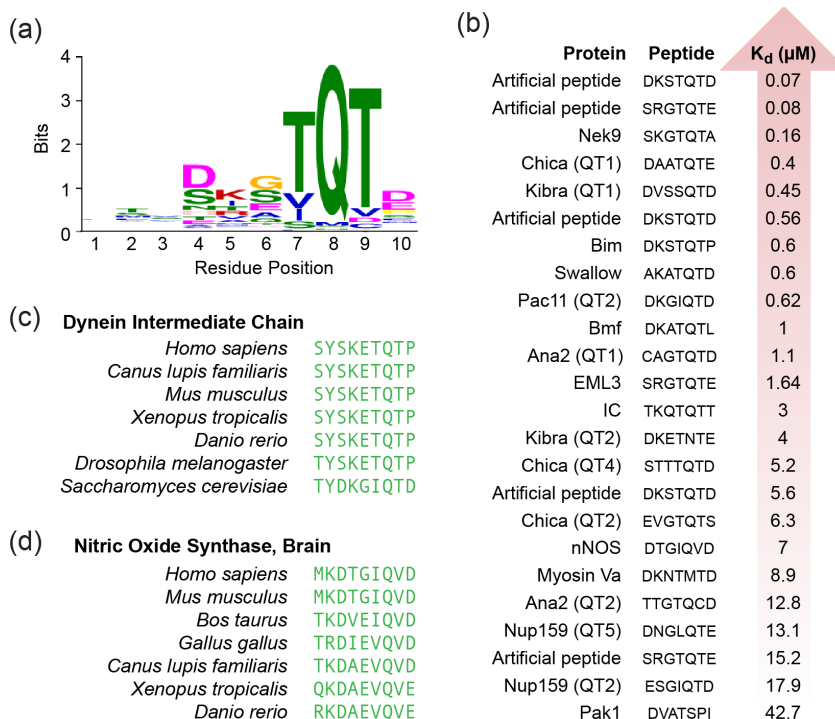 (a)
Bits
4
3
2
1
0
D
S
K
G
S
E
A
T
Y
I
S
Q
M
T
V
D
C
D
E
1 2 3 4 5 6 7 8 9 10
Residue Position
(b)
Protein Peptide Kd (μM)
Artificial peptide DKSTQTD 0.07
Artificial peptide SRGTQTE 0.08
Nek9 SKGTQTA 0.16
Chica (QT1) DAATQTE 0.4
Kibra (QT1) DVSSQTD 0.45
Artificial peptide DKSTQTD 0.56
Bim DKSTQTP 0.6
Swallow AKATQTD 0.6
Pac11 (QT2) DKGIQTD 0.62
Bmf DKATQTL 1
Ana2 (QT1) CAGTQTD 1.1
EML3 SRGTQTE 1.64
IC TKQTQTT 3
Kibra (QT2) DKETNTE 4
Chica (QT4) STTTQTD 5.2
Artificial peptide DKSTQTD 5.6
Chica (QT2) EVGTQTS 6.3
nNOS DTGIQVD 7
Myosin Va DKNTMTD 8.9
Ana2 (QT2) TTGTQCD 12.8
Nup159 (QT5) DNGLQTE 13.1
Artificial peptide SRGTQTE 15.2
Nup159 (QT2) ESGIQTD 17.9
Pak1 DVATSPI 42.7
(c) Dynein Intermediate Chain
Homo sapiens SYSKETQTP
Canus lupis familiaris SYSKETQTP
Mus musculus SYSKETQTP
Xenopus tropicalis SYSKETQTP
Danio rerio SYSKETQTP
Drosophila melanogaster TYSKETQTP
Saccharomyces cerevisiae TYDKGIQTD
(d) Nitric Oxide Synthase, Brain
Homo sapiens MKDTGIQVD
Mus musculus MKDTGIQVD
Bos taurus TKDVEIQVD
Gallus gallus TRDIEVQVD
Canus lupis familiaris TKDAEVQVD
Xenopus tropicalis QKDAEVQVE
Danio rerio RKDAEVQVD